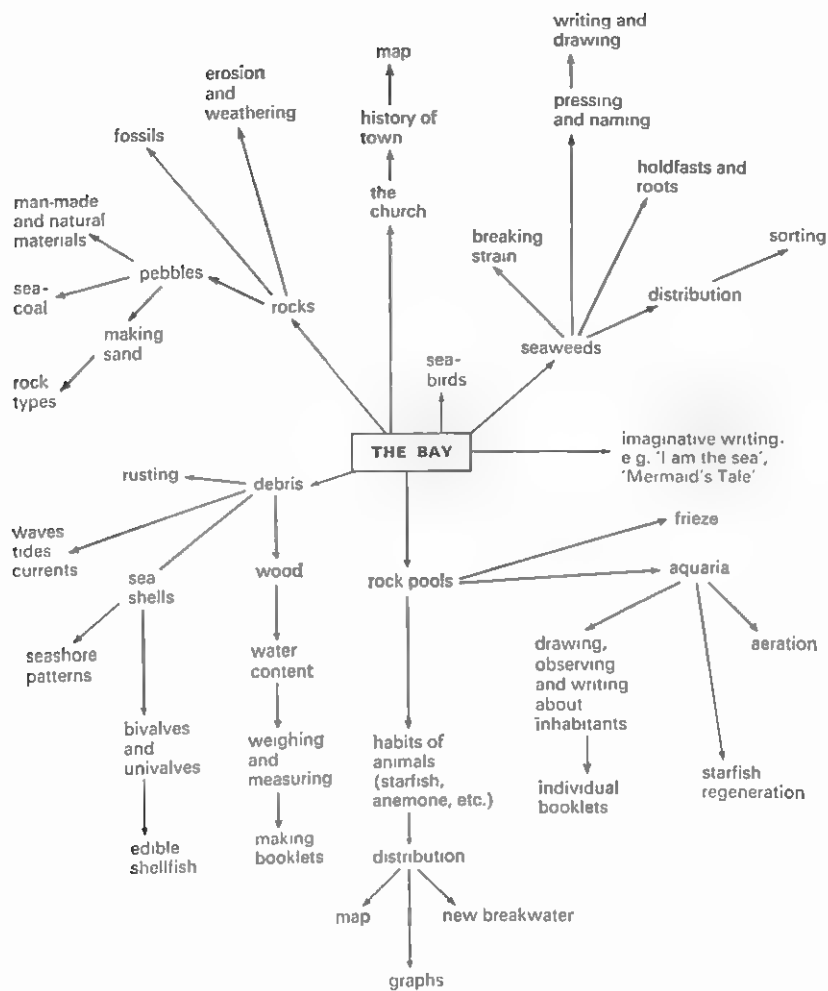 writing and
drawing
map
erosion
and
weathering
pressing
and naming
history of
town
fossils
holdfasts and
roots
the
church
man-made
and natural
materials
breaking
strain
sorting
pebbles
sea-
coal
rocks
distribution
making
sand
seaweeds
sea-
birds
rock
types
THE BAY
imaginative writing.
e g. 'I am the sea',
'Mermaid's Tale'
rusting
debris
frieze
waves
tides
currents
sea
shells
wood
rock pools
aquaria
seashore
patterns
water
content
drawing,
observing
and writing
about
inhabitants
aeration
bivalves
and
univalves
weighing
and
measuring
habits of
animals
(starfish,
anemone, etc.)
individual
booklets
starfish
regeneration
edible
shellfish
making
booklets
distribution
map
new breakwater
graphs